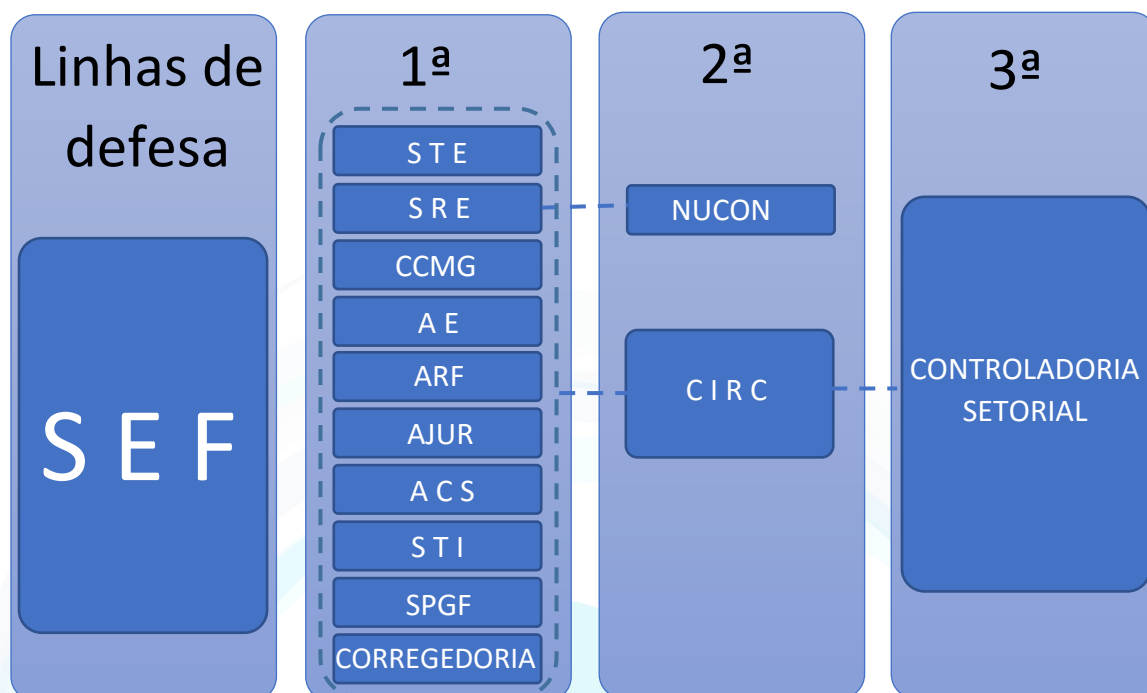 Linhas de
defesa
S E F
1ª
S T E
S R E
CCMG
A E
ARF
AJUR
A C S
S T I
SPGF
CORREGEDORIA
2ª
NUCON
C I R C
3ª
CONTROLADORIA
SETORIAL